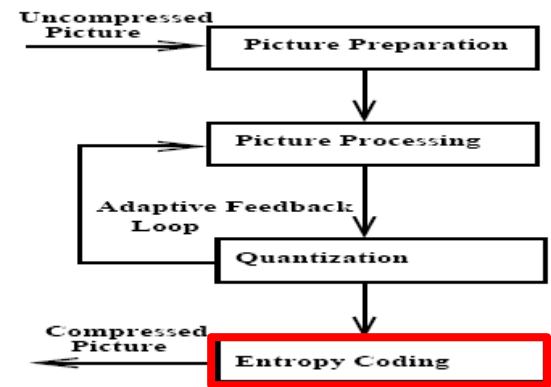 Uncompressed
Picture
Picture Preparation
Picture Processing
Adaptive Feedback
Loop
Quantization
Compressed
Picture
Entropy Coding